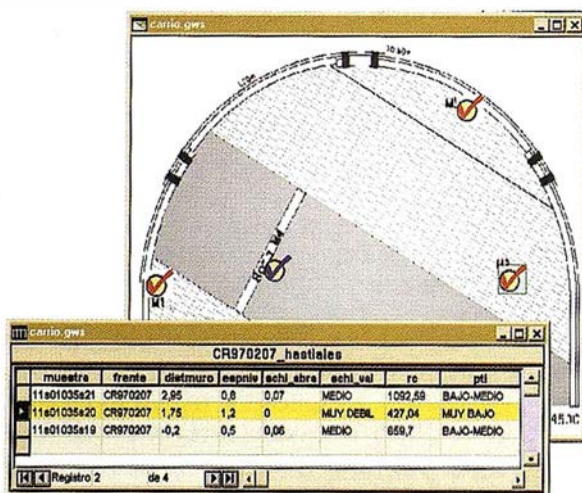 carrio.gws
M1
carrio.gws
CR970207_hastiales
muestra frente distmuro espniv schi_abra schi_val rc pti
11s01035s21 CR970207 2,95 0,8 0,07 MEDIO 1092,59 BAJO-MEDIO
11s01035s20 CR970207 1,75 1,2 0 MUY DEBIL 427,04 MUY BAJO
11s01035s19 CR970207 -0,2 0,5 0,06 MEDIO 659,7 BAJO-MEDIO
Registro 2 de 4